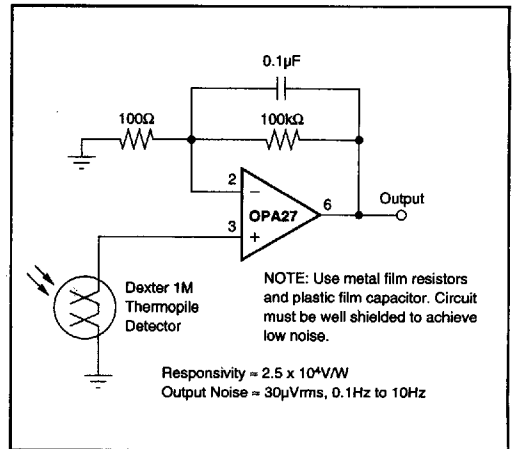 0.1µF
100Ω
100kΩ
2
–
OPA27
6
Output
3
+
Dexter 1M
Thermopile
Detector
NOTE: Use metal film resistors
and plastic film capacitor. Circuit
must be well shielded to achieve
low noise.
Responsivity ≈ 2.5 x 10⁴V/W
Output Noise ≈ 30µVrms, 0.1Hz to 10Hz